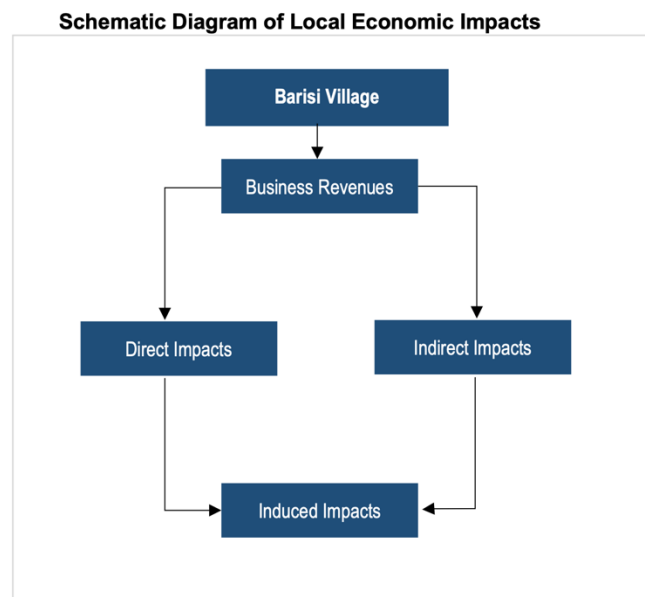 Schematic Diagram of Local Economic Impacts
Barisi Village
Business Revenues
Direct Impacts
Indirect Impacts
Induced Impacts